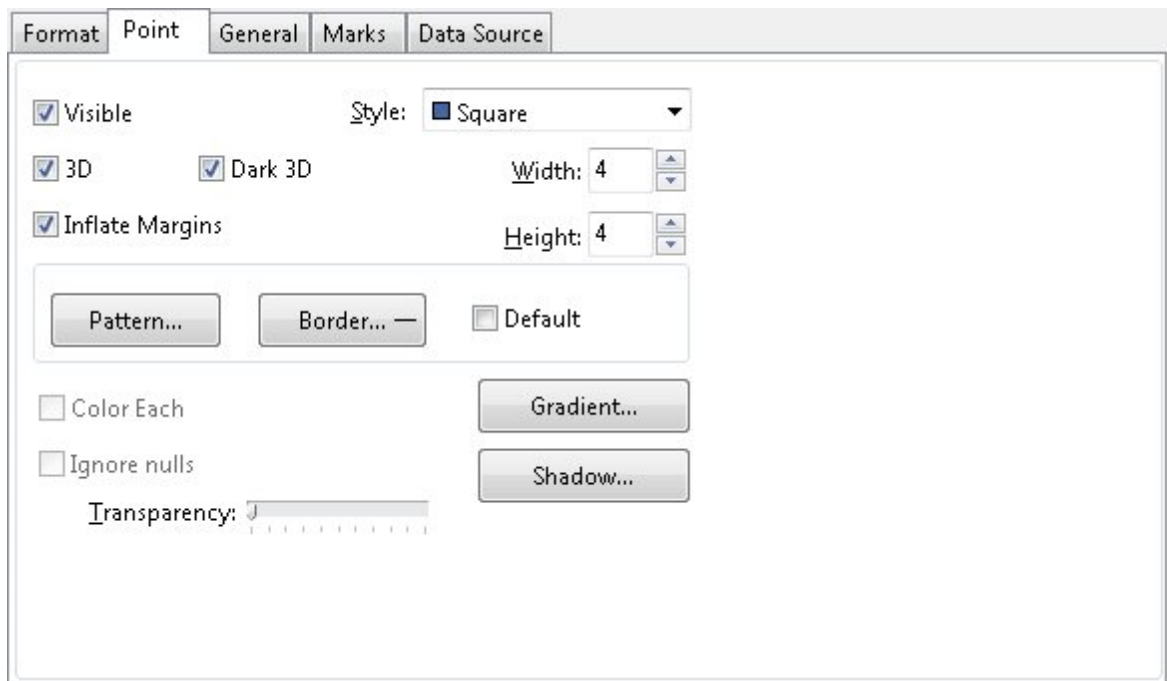 Format Point General Marks Data Source
Visible Style: Square
3D Dark 3D Width: 4
Inflate Margins Height: 4
Pattern... Border... Default
Color Each Gradient...
Ignore nulls Shadow...
Transparency: